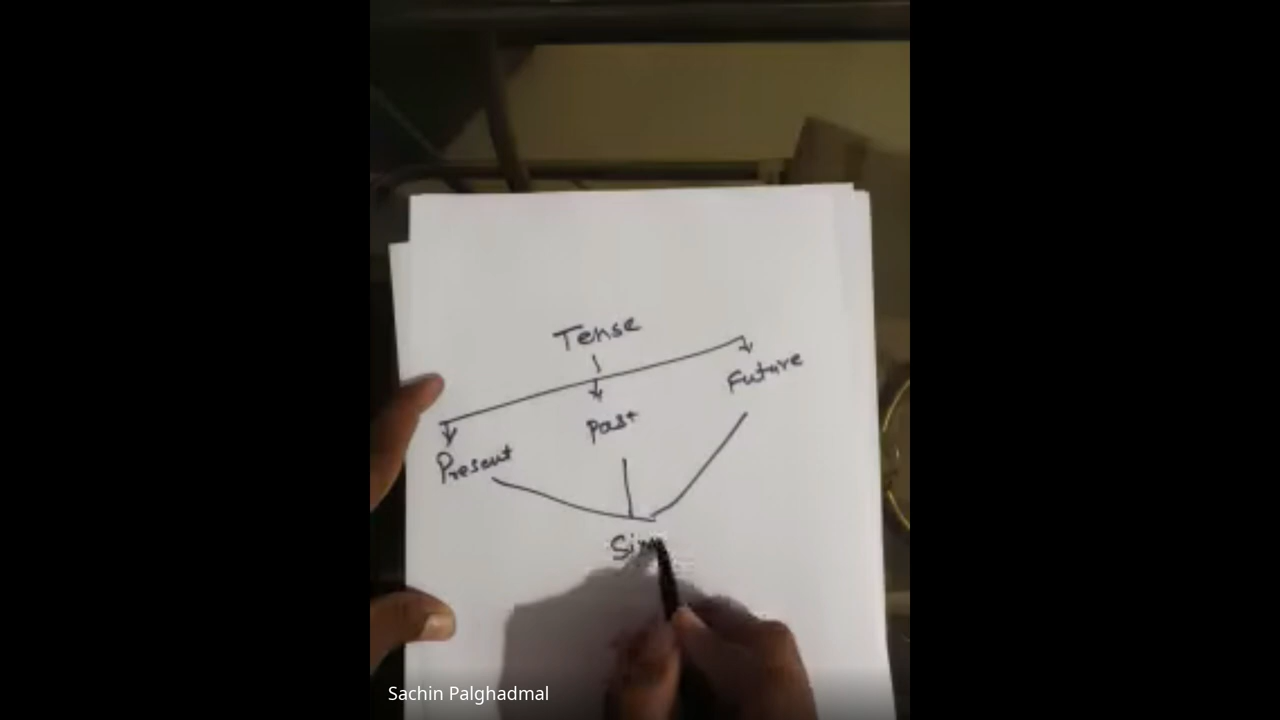 Tense
Future
Past
Present
Sim
Sachin Palghadmal